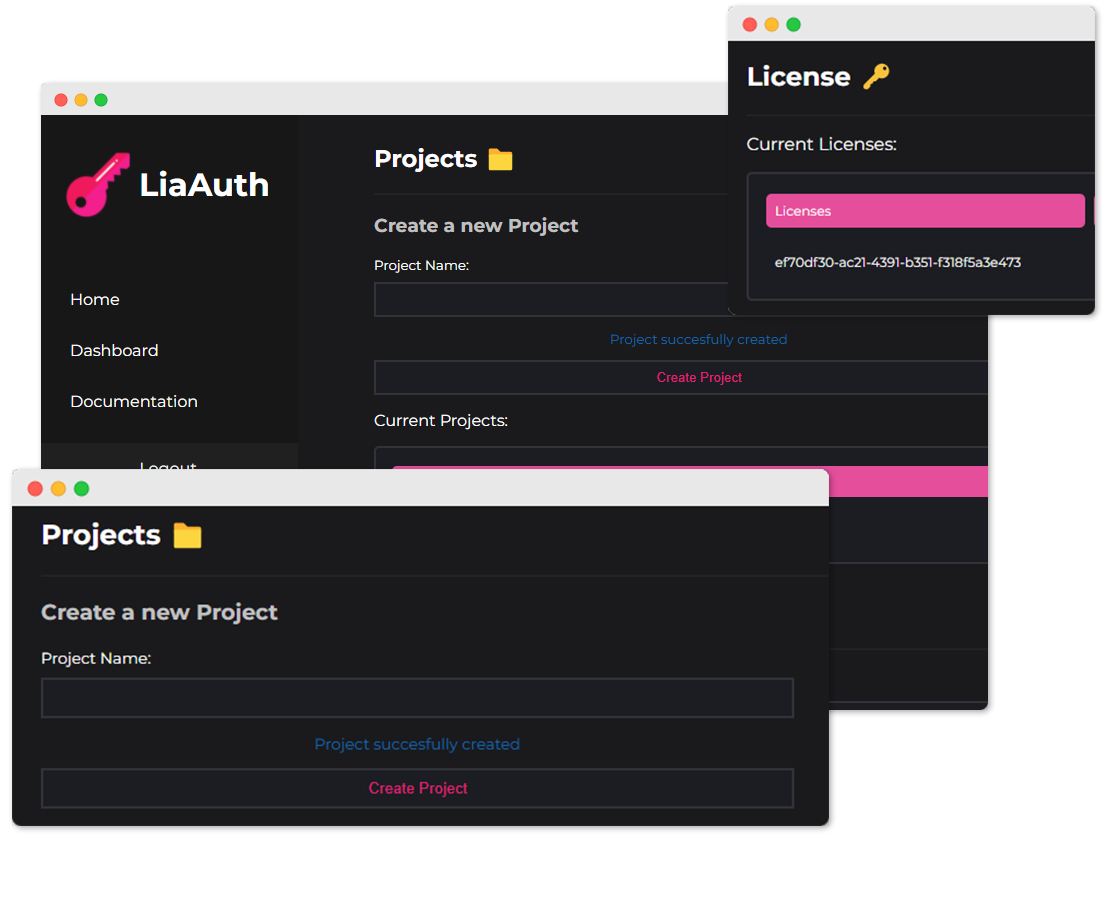 License
Current Licenses:
Licenses
ef70df30-ac21-4391-b351-f318f5a3e473
LiaAuth
Home
Dashboard
Documentation
Logout
Projects
Create a new Project
Project Name:
Project succesfully created
Create Project
Current Projects:
Projects
Create a new Project
Project Name:
Project succesfully created
Create Project